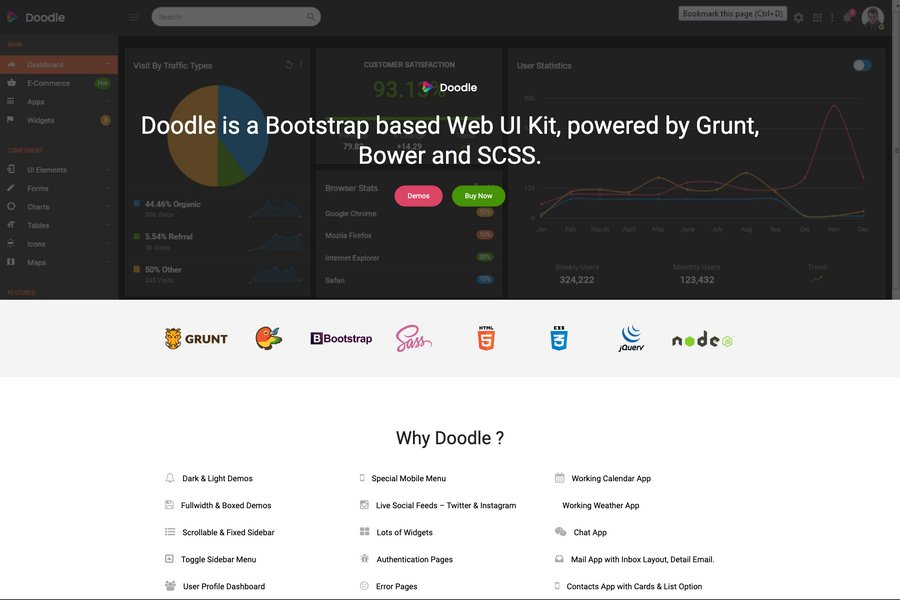 Doodle
Search
Bookmark this page (Ctrl+D)
MAIN
Dashboard
E-Commerce
Hot
Apps
Widgets
8
COMPONENT
UI Elements
Forms
Charts
Tables
Icons
Maps
FEATURED
Visit By Traffic Types
44.46% Organic
356 Visits
5.54% Refrral
36 Visits
50% Other
245 Visits
CUSTOMER SATISFACTION
93.13%
79.82
+14.29
Browser Stats
Google Chrome
50%
Mozila Firefox
10%
Internet Explorer
30%
Safari
10%
User Statistics
500
125
0
Jan Feb March April May June July Aug Sep Oct Nov Dec
Weekly Users
324,222
Monthly Users
123,432
Trend
Doodle
Doodle is a Bootstrap based Web UI Kit, powered by Grunt,
Bower and SCSS.
Demos
Buy Now
GRUNT
B Bootstrap
Sass
HTML
5
CSS
3
jQuery
node
JS
Why Doodle ?
Dark & Light Demos
Special Mobile Menu
Working Calendar App
Fullwidth & Boxed Demos
Live Social Feeds – Twitter & Instagram
Working Weather App
Scrollable & Fixed Sidebar
Lots of Widgets
Chat App
Toggle Sidebar Menu
Authentication Pages
Mail App with Inbox Layout, Detail Email.
User Profile Dashboard
Error Pages
Contacts App with Cards & List Option